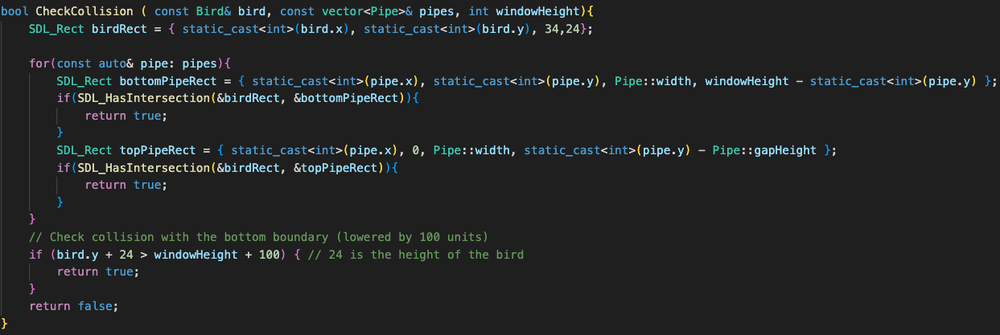 bool CheckCollision ( const Bird& bird, const vector<Pipe>& pipes, int windowHeight){
    SDL_Rect birdRect = { static_cast<int>(bird.x), static_cast<int>(bird.y), 34,24};

    for(const auto& pipe: pipes){
        SDL_Rect bottomPipeRect = { static_cast<int>(pipe.x), static_cast<int>(pipe.y), Pipe::width, windowHeight - static_cast<int>(pipe.y) };
        if(SDL_HasIntersection(&birdRect, &bottomPipeRect)){
            return true;
        }
        SDL_Rect topPipeRect = { static_cast<int>(pipe.x), 0, Pipe::width, static_cast<int>(pipe.y) - Pipe::gapHeight };
        if(SDL_HasIntersection(&birdRect, &topPipeRect)){
            return true;
        }
    }
    // Check collision with the bottom boundary (lowered by 100 units)
    if (bird.y + 24 > windowHeight + 100) { // 24 is the height of the bird
        return true;
    }
    return false;
}